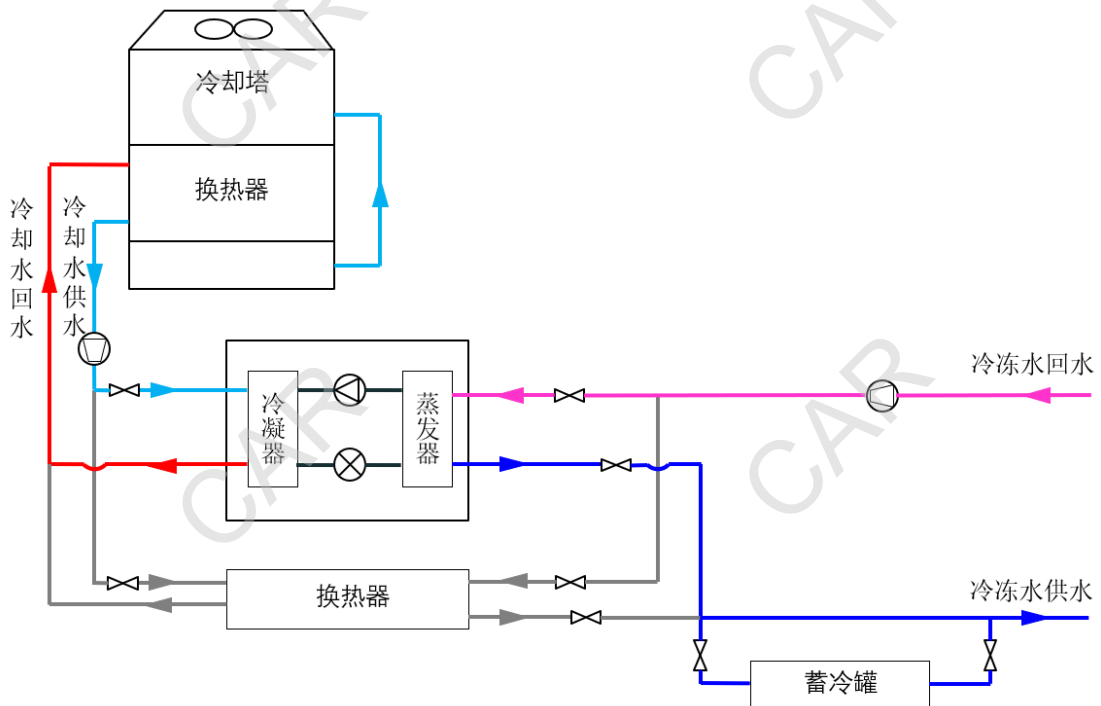 CAR
CAR
冷却塔
换热器
冷却水回水
冷却水供水
冷凝器
蒸发器
冷冻水回水
CAR
CAR
换热器
冷冻水供水
蓄冷罐